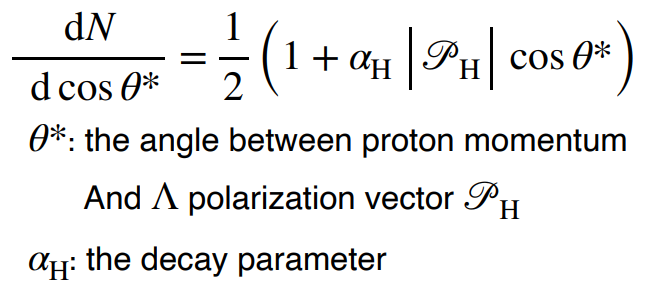 dN/d cos θ* = 1/2 (1 + α_H |𝒫_H| cos θ*)
θ*: the angle between proton momentum
And Λ polarization vector 𝒫_H
α_H: the decay parameter